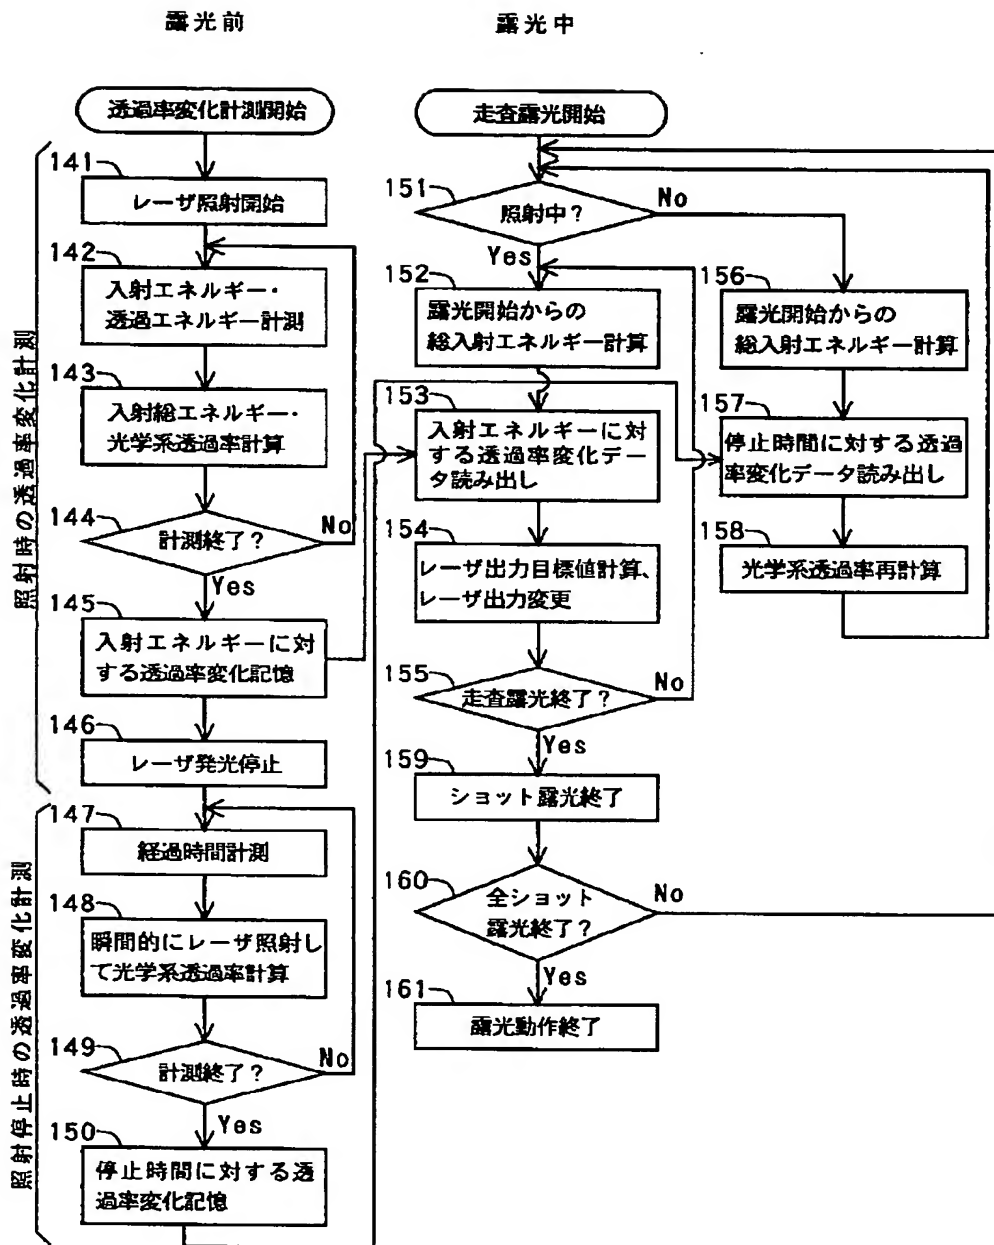 露光前
透過率変化計測開始
照射時の透過率変化計測
141
レーザ照射開始
142
入射エネルギー・
透過エネルギー計測
143
入射総エネルギー・
光学系透過率計算
144
計測終了?
No
Yes
145
入射エネルギーに対
する透過率変化記憶
146
レーザ発光停止
照射停止時の透過率変化計測
147
経過時間計測
148
瞬間的にレーザ照射し
て光学系透過率計算
149
計測終了?
No
Yes
150
停止時間に対する透
過率変化記憶
露光中
走査露光開始
151
照射中?
No
Yes
152
露光開始からの
総入射エネルギー計算
153
入射エネルギーに対
する透過率変化デー
タ読み出し
154
レーザ出力目標値計算、
レーザ出力変更
155
走査露光終了?
No
Yes
156
露光開始からの
総入射エネルギー計算
157
停止時間に対する透過
率変化データ読み出し
158
光学系透過率再計算
159
ショット露光終了
160
全ショット
露光終了?
No
Yes
161
露光動作終了